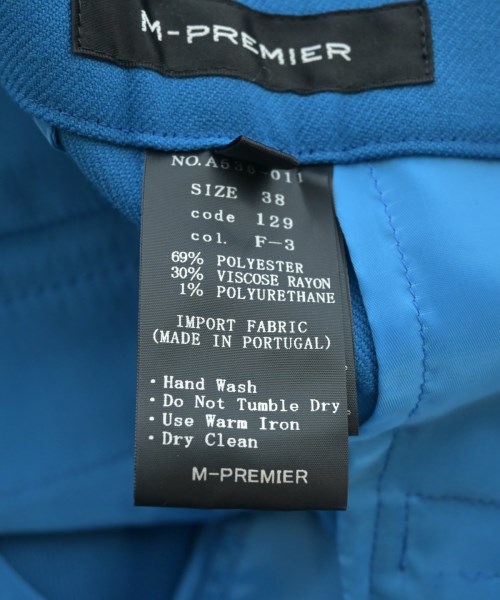 M-PREMIER
SIZE 38
code 129
col. F-3
69% POLYESTER
30% VISCOSE RAYON
1% POLYURETHANE
IMPORT FABRIC
(MADE IN PORTUGAL)
・Hand Wash
・Do Not Tumble Dry
・Use Warm Iron
・Dry Clean
M-PREMIER